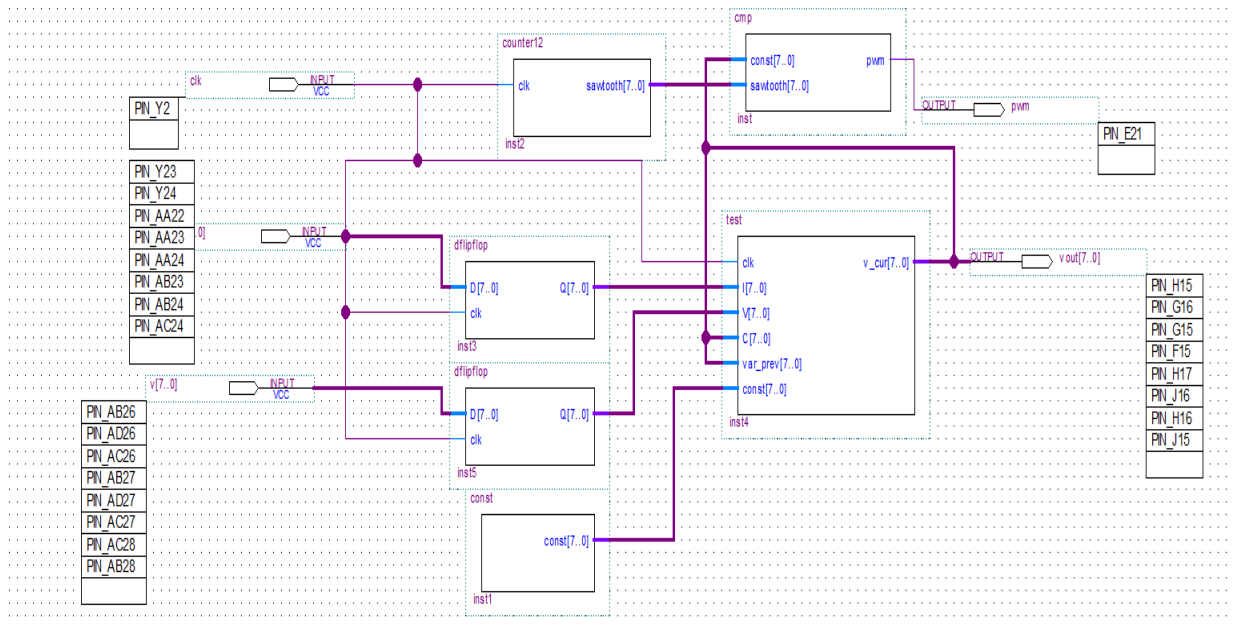 cmp
counter12
const[7..0]
pwm
clk
INPUT
VCC
clk
sawtooth[7..0]
sawtooth[7..0]
PIN_Y2
OUTPUT
pwm
inst
PIN_E21
inst2
PIN_Y23
PIN_Y24
PIN_AA22
PIN_AA23
PIN_AA24
PIN_AB23
PIN_AB24
PIN_AC24
0]
INPUT
VCC
test
dflipflop
clk
v_cur[7..0]
OUTPUT
vout[7..0]
D[7..0]
Q[7..0]
I[7..0]
clk
V[7..0]
inst3
C[7..0]
var_prev[7..0]
const[7..0]
inst4
PIN_H15
PIN_G16
PIN_G15
PIN_F15
PIN_H17
PIN_J16
PIN_H16
PIN_J15
dflipflop
v[7..0]
INPUT
VCC
D[7..0]
Q[7..0]
clk
inst5
PIN_AB26
PIN_AD26
PIN_AC26
PIN_AB27
PIN_AD27
PIN_AC27
PIN_AC28
PIN_AB28
const
const[7..0]
inst1